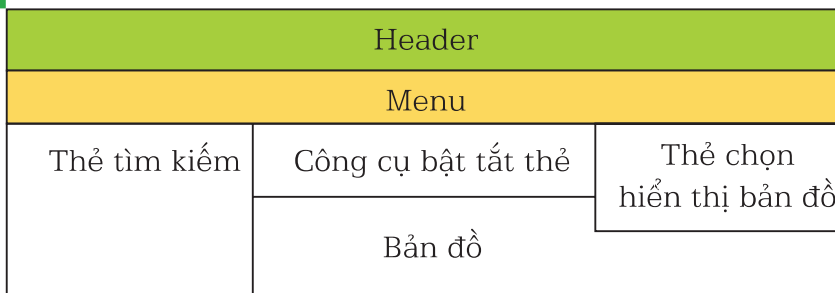 Header
Menu
Thẻ tìm kiếm
Công cụ bật tắt thẻ
Thẻ chọn
hiển thị bản đồ
Bản đồ